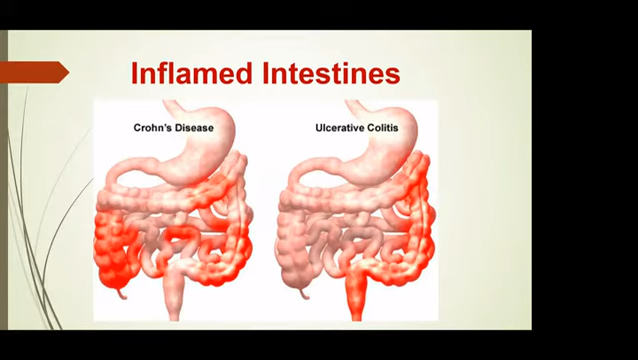 Inflamed Intestines
Crohn's Disease
Ulcerative Colitis